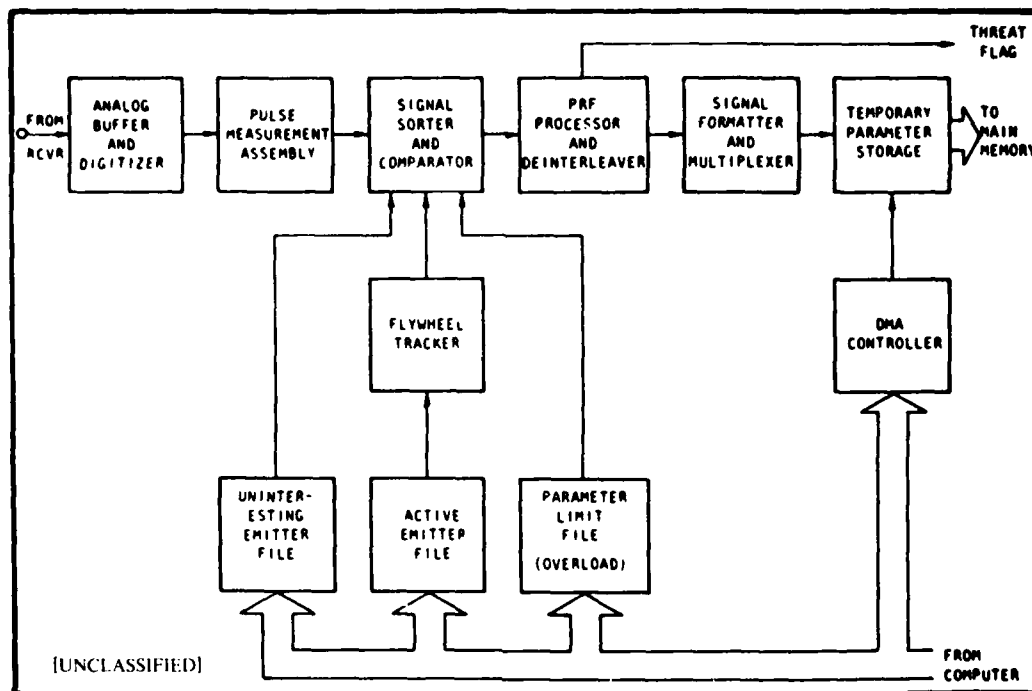 THREAT
FLAG
FROM
RCVR
ANALOG
BUFFER
AND
DIGITIZER
PULSE
MEASUREMENT
ASSEMBLY
SIGNAL
SORTER
AND
COMPARATOR
PRF
PROCESSOR
AND
DEINTERLEAVER
SIGNAL
FORMATTER
AND
MULTIPLEXER
TEMPORARY
PARAMETER
STORAGE
TO
MAIN
MEMORY
FLYWHEEL
TRACKER
DMA
CONTROLLER
UNINTER-
ESTING
EMITTER
FILE
ACTIVE
EMITTER
FILE
PARAMETER
LIMIT
FILE
(OVERLOAD)
[UNCLASSIFIED]
FROM
COMPUTER